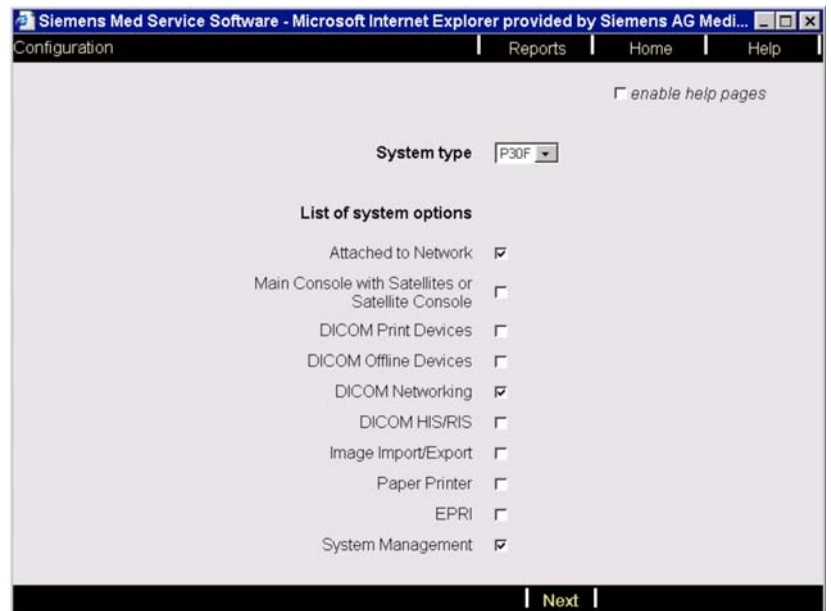 Siemens Med Service Software - Microsoft Internet Explorer provided by Siemens AG Medi...
Configuration Reports Home Help
enable help pages
System type P30F
List of system options
Attached to Network
Main Console with Satellites or
Satellite Console
DICOM Print Devices
DICOM Offline Devices
DICOM Networking
DICOM HIS/RIS
Image Import/Export
Paper Printer
EPRI
System Management
Next